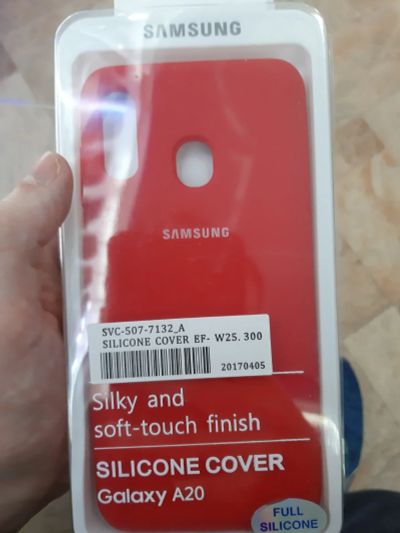 SAMSUNG
SAMSUNG
SVC-507-7132_A
SILICONE COVER EF- W25. 300
20170405
Silky and
soft-touch finish
SILICONE COVER
Galaxy A20
FULL
SILICONE